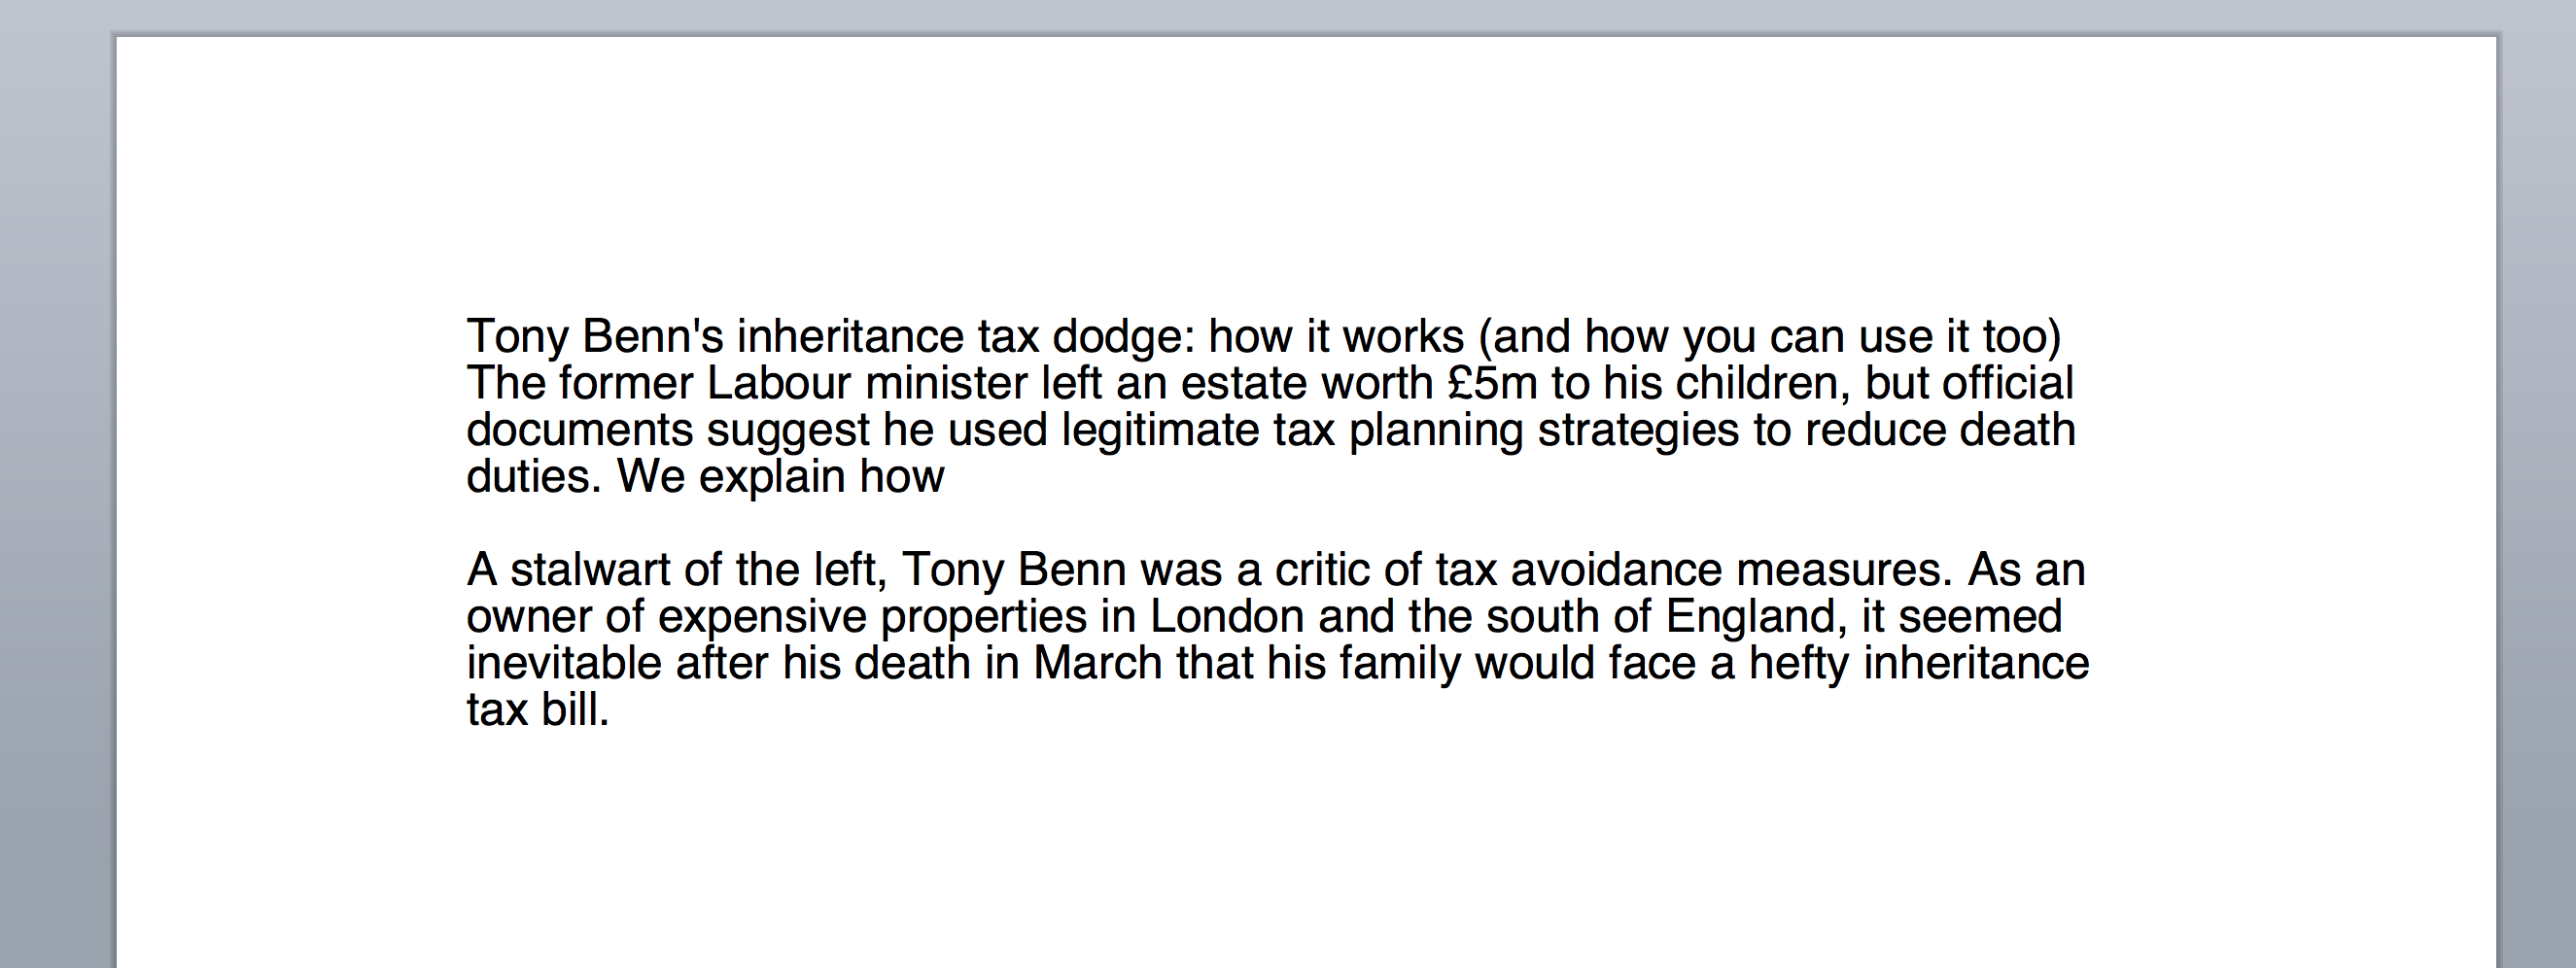 Tony Benn's inheritance tax dodge: how it works (and how you can use it too)
The former Labour minister left an estate worth £5m to his children, but official
documents suggest he used legitimate tax planning strategies to reduce death
duties. We explain how
A stalwart of the left, Tony Benn was a critic of tax avoidance measures. As an
owner of expensive properties in London and the south of England, it seemed
inevitable after his death in March that his family would face a hefty inheritance
tax bill.